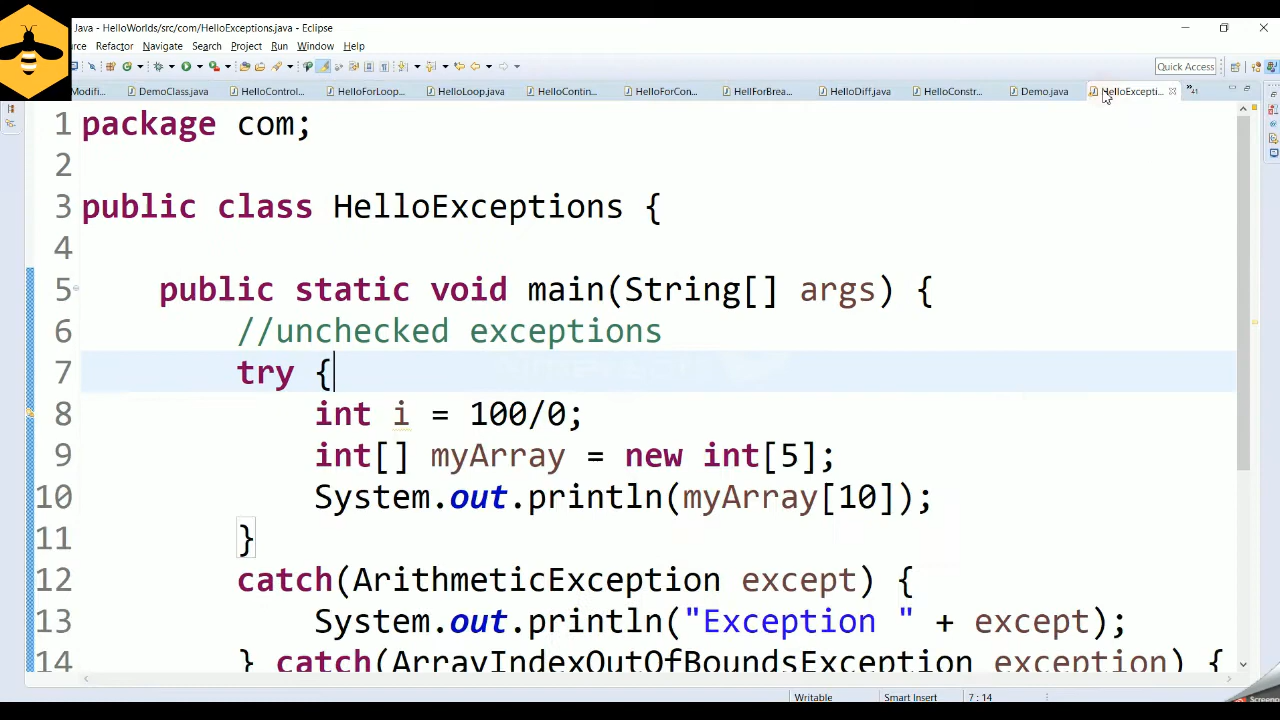 Java - HelloWorlds/src/com/HelloExceptions.java - Eclipse
Refactor Navigate Search Project Run Window Help
Quick Access
Modifi... DemoClass.java HelloControl... HelloForLoop... HelloLoop.java HelloContin... HelloForCon... HellForBrea... HelloDiff.java HelloConstr... Demo.java HelloExcepti... 41
1 package com;
2
3 public class HelloExceptions {
4
5 public static void main(String[] args) {
6 //unchecked exceptions
7 try {
8 int i = 100/0;
9 int[] myArray = new int[5];
10 System.out.println(myArray[10]);
11 }
12 catch(ArithmeticException except) {
13 System.out.println("Exception " + except);
14 } catch(ArrayIndexOutOfBoundsException exception) {
Writable Smart Insert 7 : 14